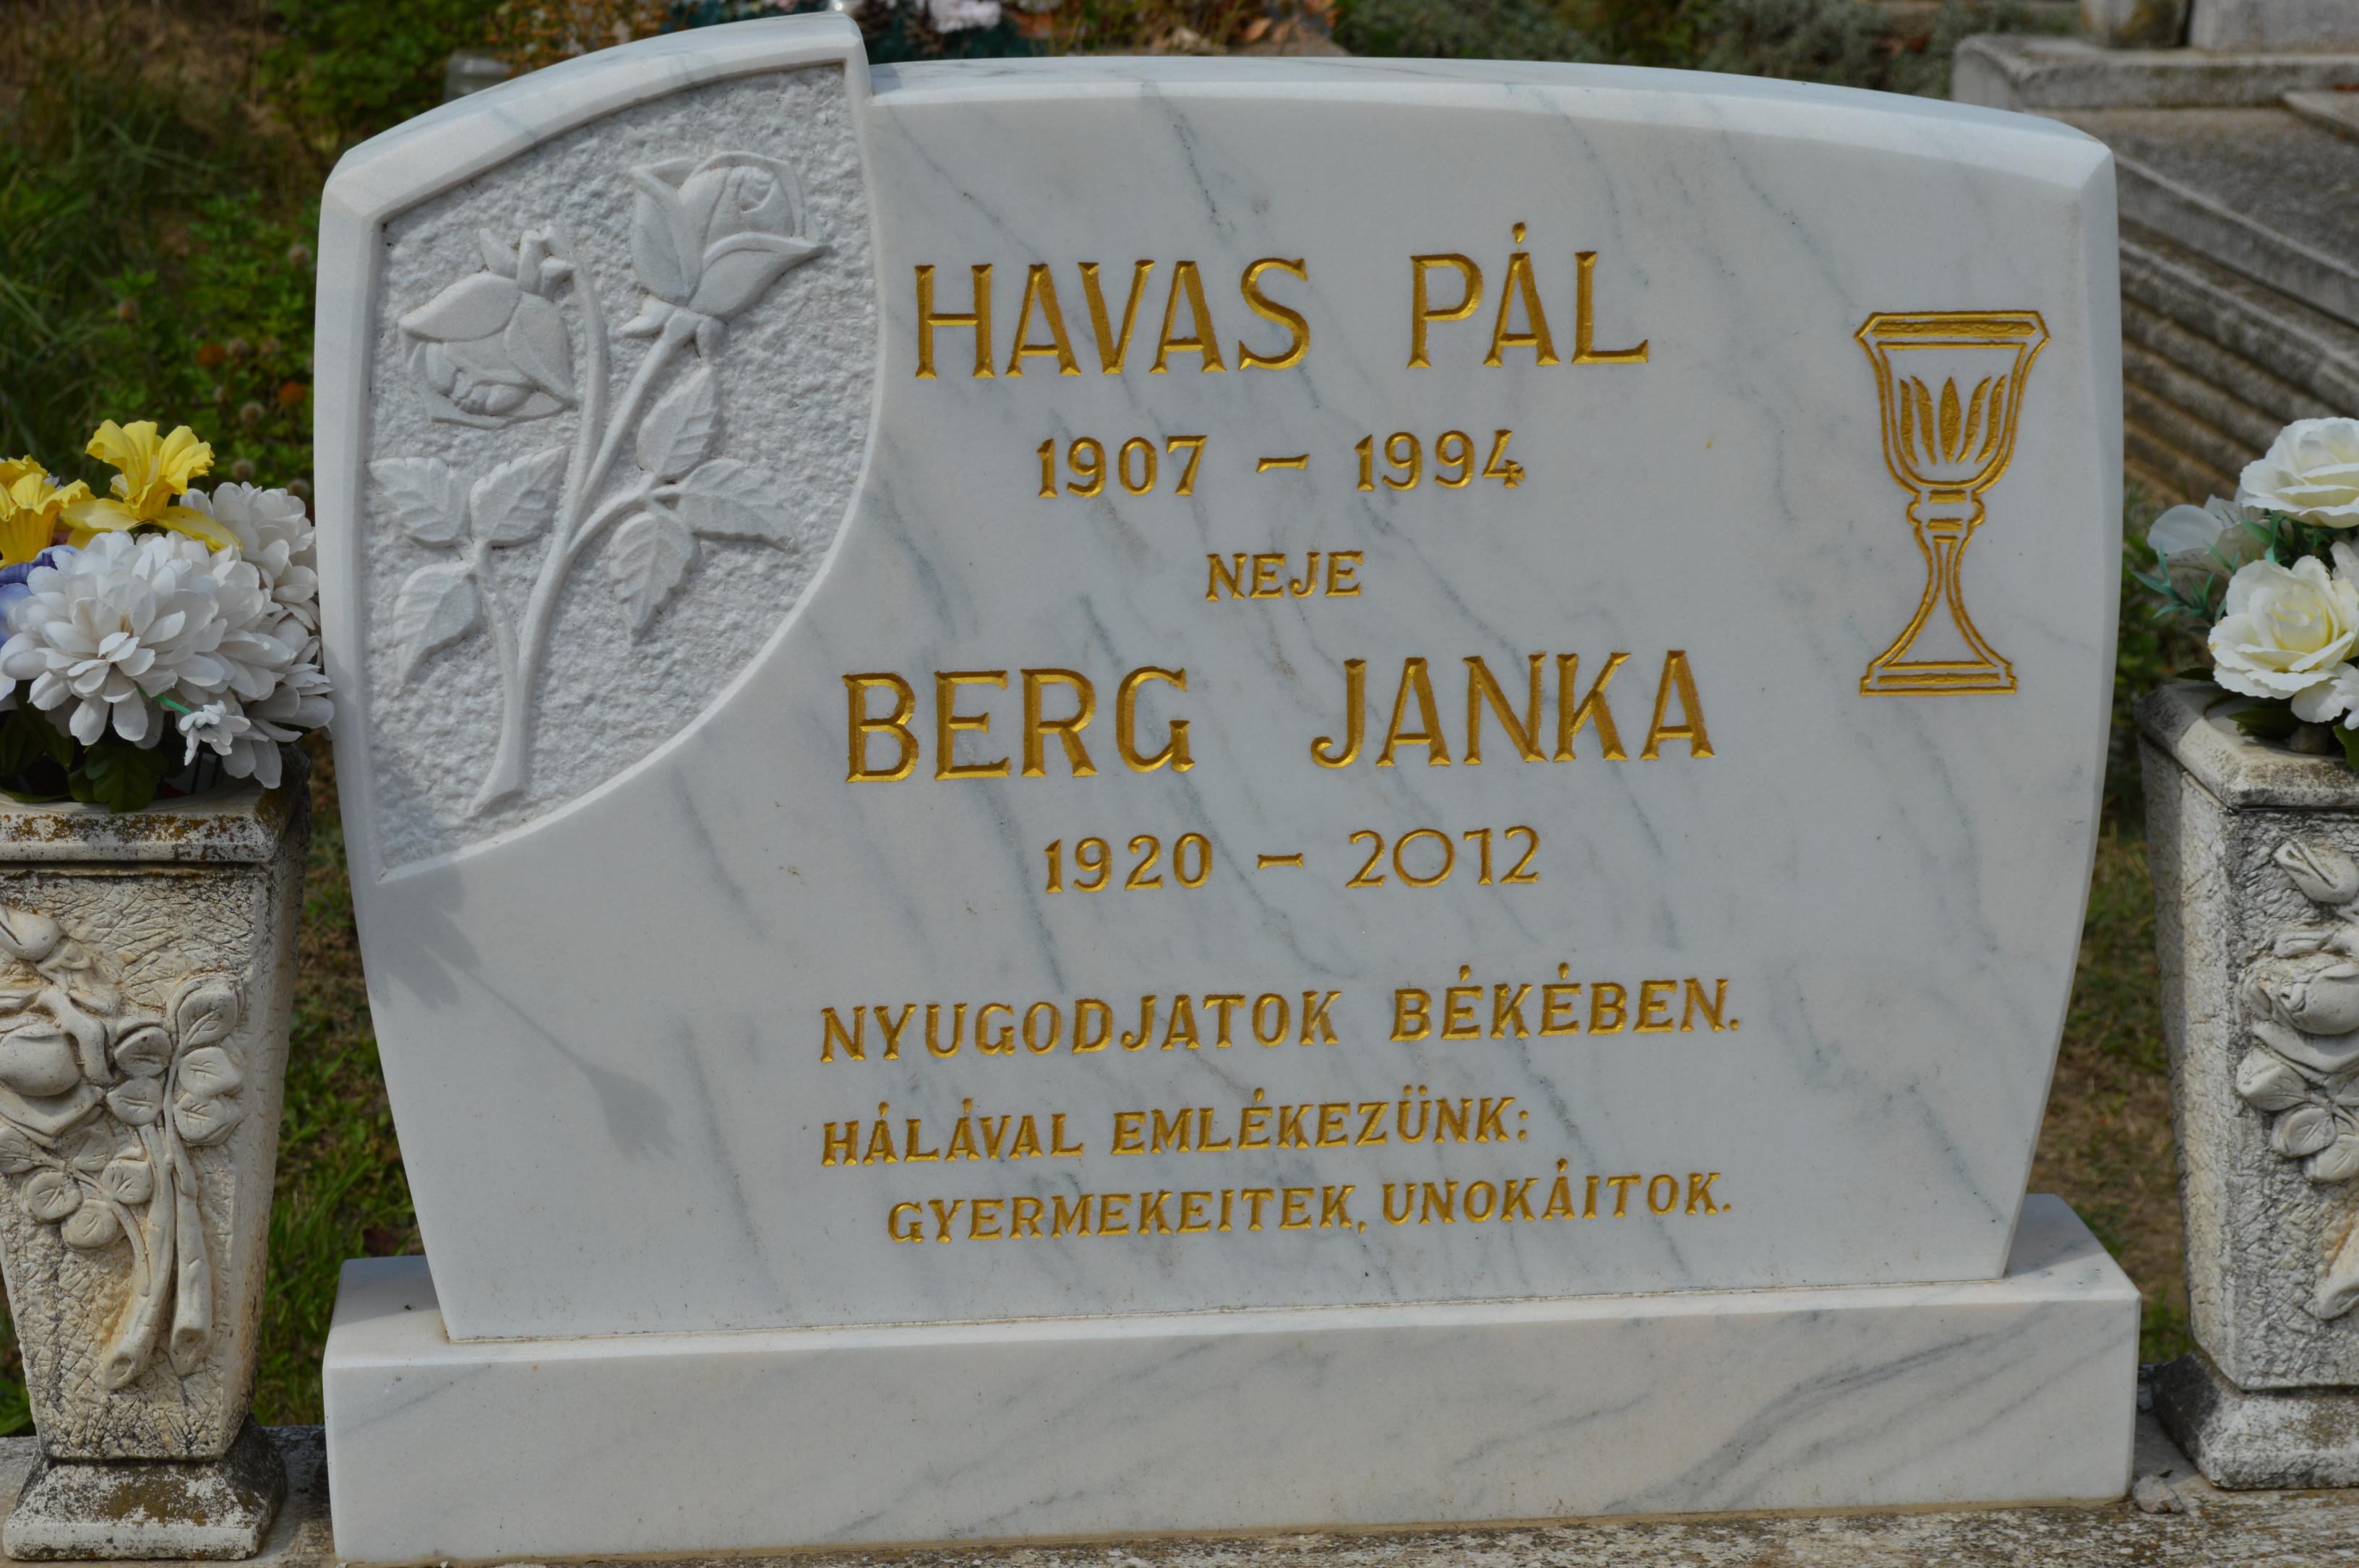 HAVAS PÁL
1907 – 1994
NEJE
BERG JANKA
1920 – 2012
NYUGODJATOK BÉKÉBEN.
HÁLÁVAL EMLÉKEZÜNK:
GYERMEKEITEK, UNOKÁITOK.